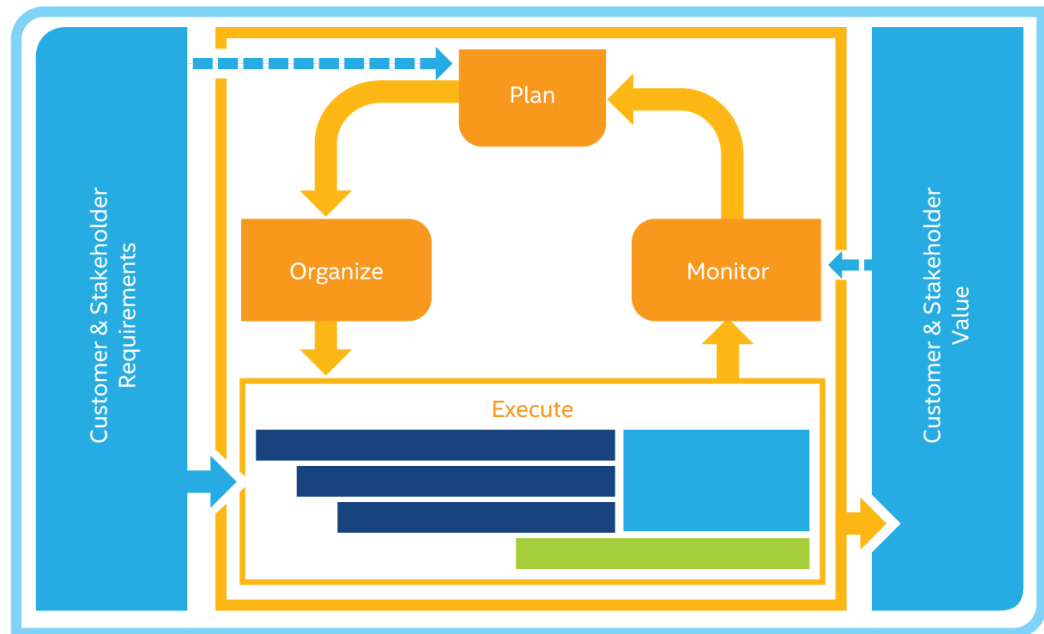 Customer & Stakeholder
Requirements
Plan
Organize
Monitor
Execute
Customer & Stakeholder
Value